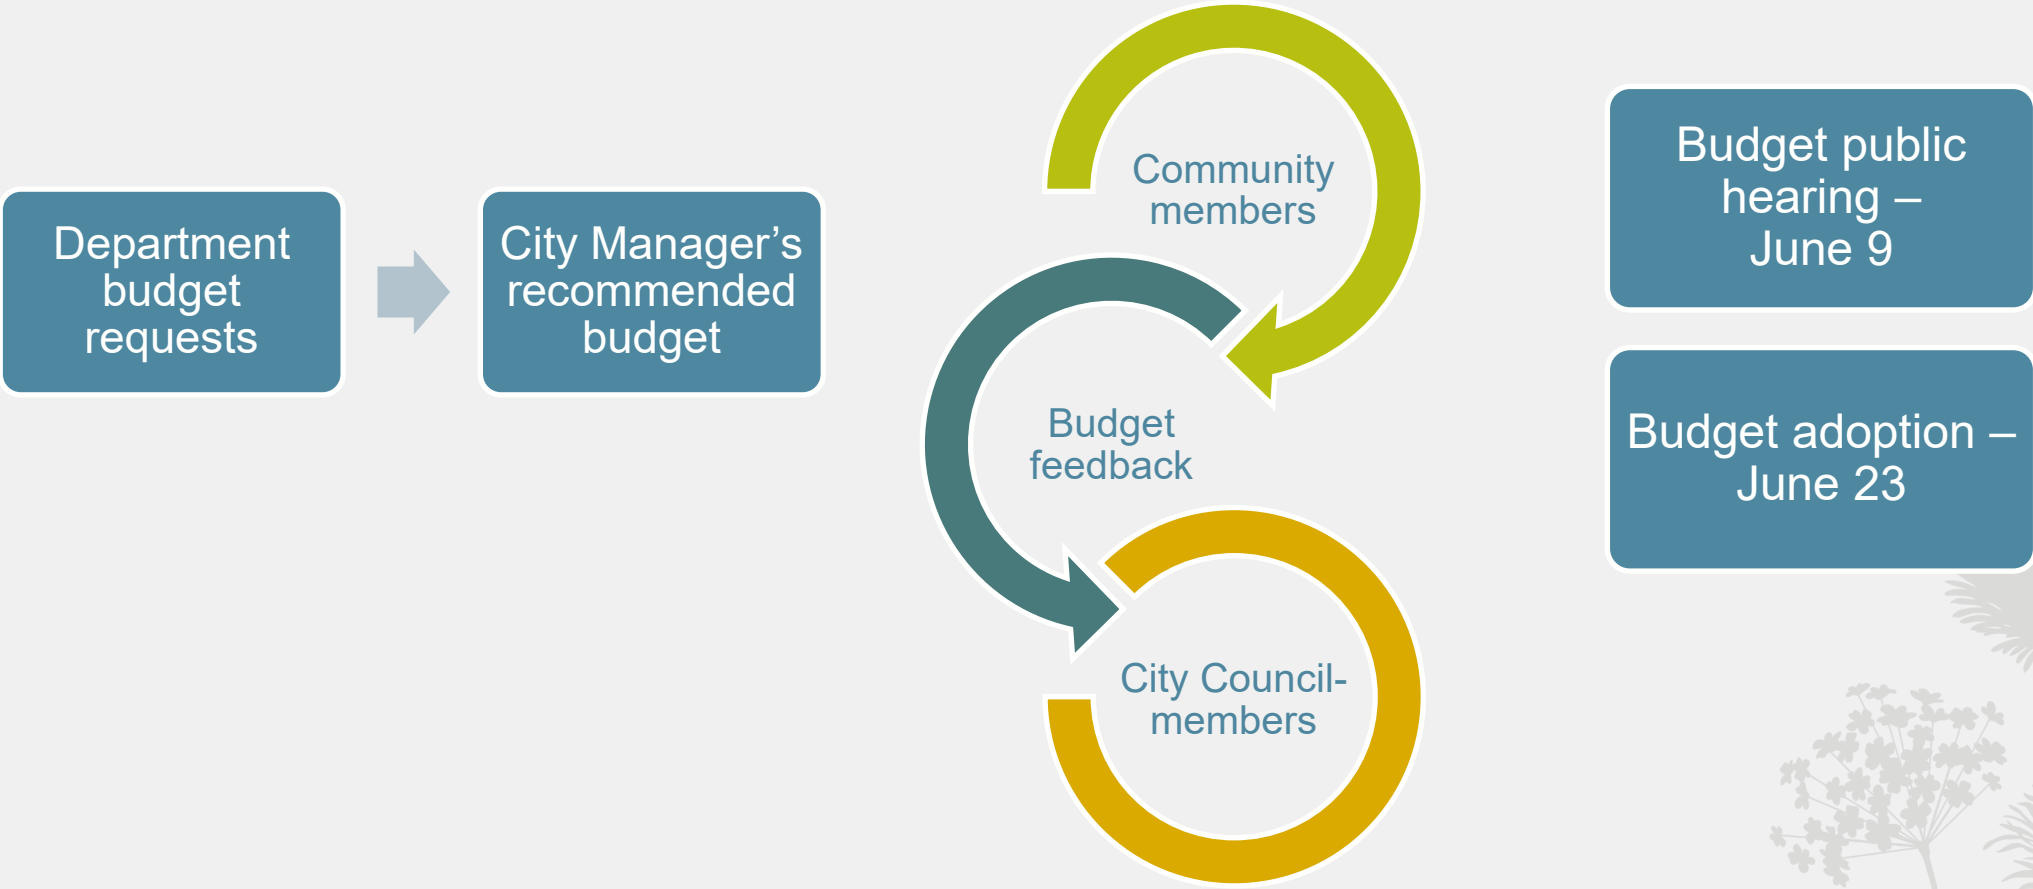 Department
budget
requests
City Manager’s
recommended
budget
Community
members
Budget
feedback
City Council-
members
Budget public
hearing –
June 9
Budget adoption –
June 23